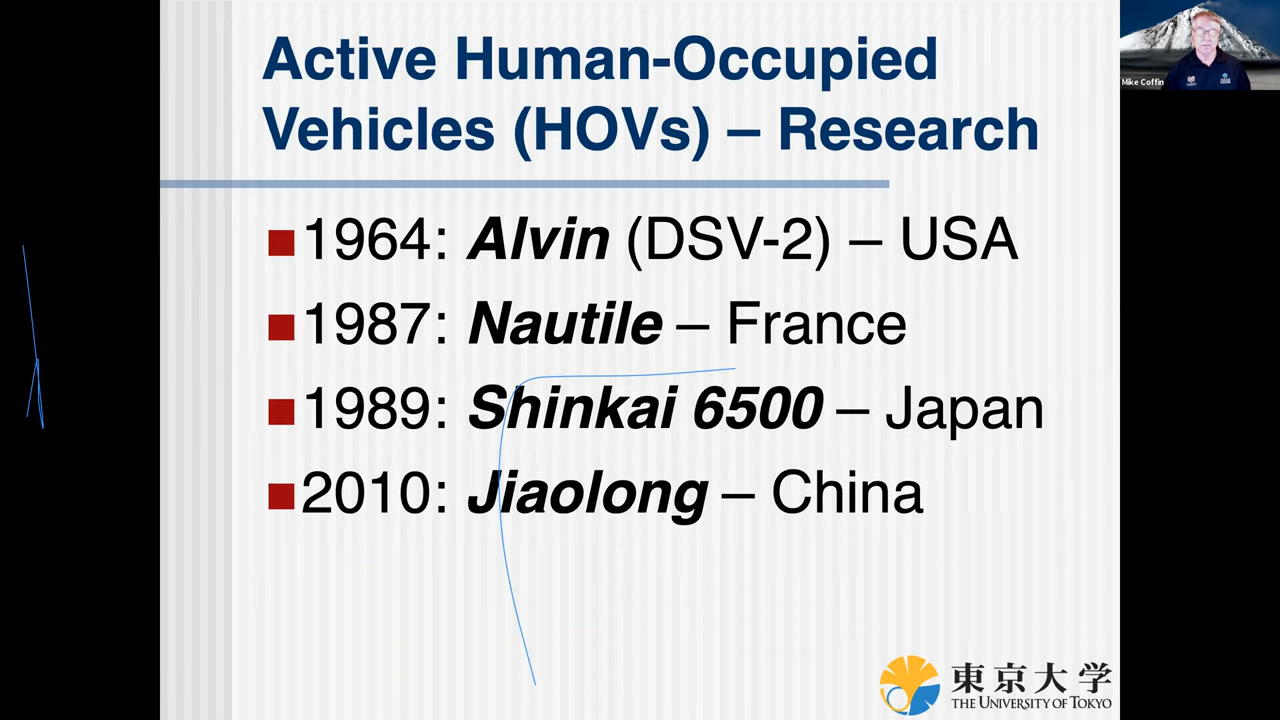 Active Human-Occupied
Vehicles (HOVs) – Research
1964: Alvin (DSV-2) – USA
1987: Nautile – France
1989: Shinkai 6500 – Japan
2010: Jiaolong – China
Mike Coffin
東京大学
THE UNIVERSITY OF TOKYO